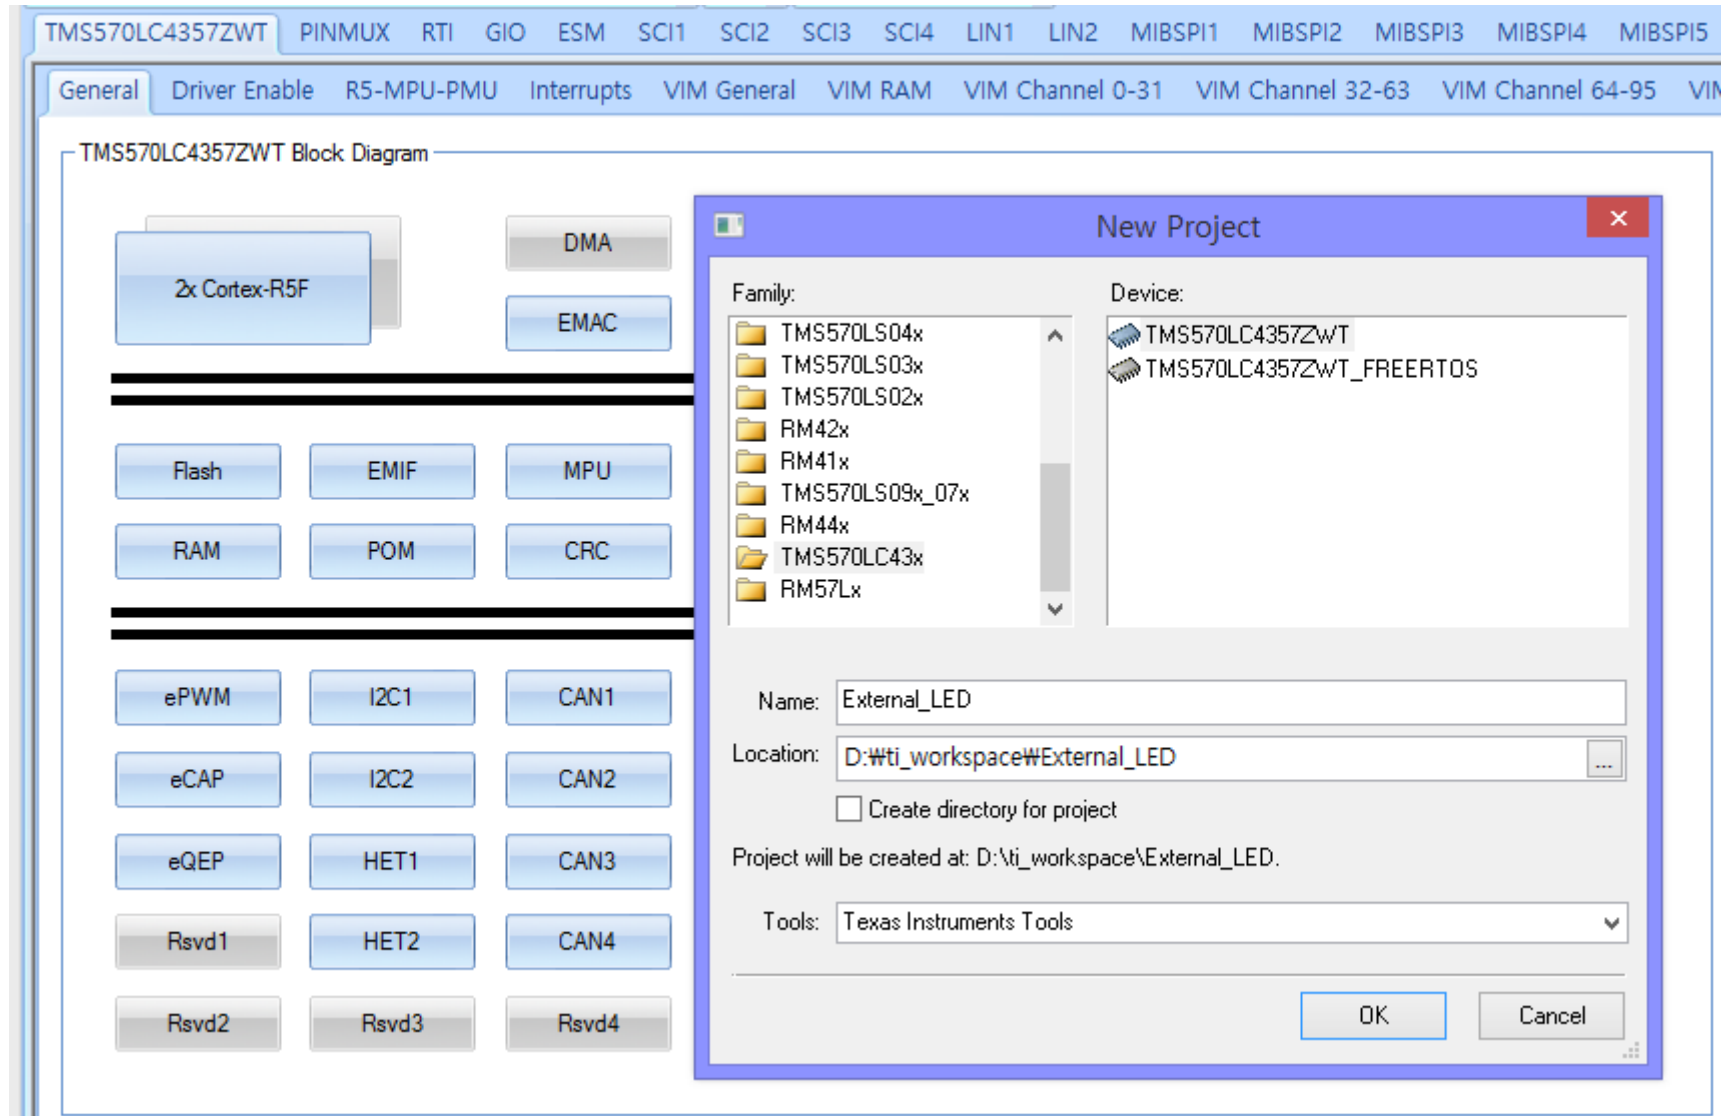 TMS570LC4357ZWT PINMUX RTI GIO ESM SCI1 SCI2 SCI3 SCI4 LIN1 LIN2 MIBSPI1 MIBSPI2 MIBSPI3 MIBSPI4 MIBSPI5
General Driver Enable R5-MPU-PMU Interrupts VIM General VIM RAM VIM Channel 0-31 VIM Channel 32-63 VIM Channel 64-95
TMS570LC4357ZWT Block Diagram
2x Cortex-R5F
DMA
EMAC
Flash EMIF MPU
RAM POM CRC
ePWM I2C1 CAN1
eCAP I2C2 CAN2
eQEP HET1 CAN3
Rsvd1 HET2 CAN4
Rsvd2 Rsvd3 Rsvd4
New Project
Family:
TMS570LS04x
TMS570LS03x
TMS570LS02x
RM42x
RM41x
TMS570LS09x_07x
RM44x
TMS570LC43x
RM57Lx
Device:
TMS570LC4357ZWT
TMS570LC4357ZWT_FREERTOS
Name: External_LED
Location: D:₩ti_workspace₩External_LED ...
Create directory for project
Project will be created at: D:\ti_workspace\External_LED.
Tools: Texas Instruments Tools
OK Cancel